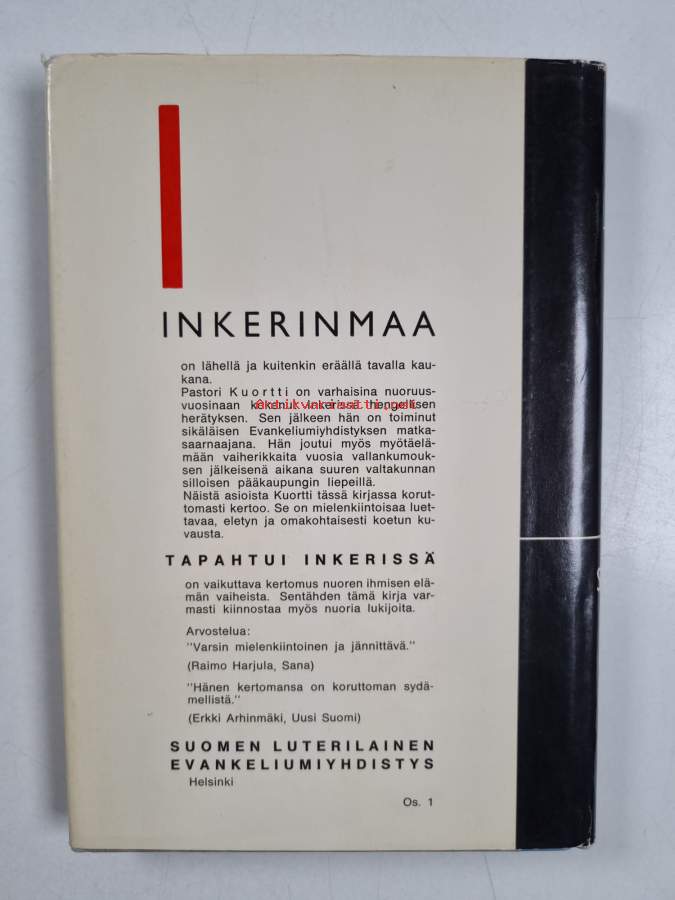 INKERINMAA
on lähellä ja kuitenkin eräällä tavalla kau-
kana.
Pastori Kuortti on varhaisina nuoruus-
vuosinaan kokenut Inkerissä hengellisen
herätyksen. Sen jälkeen hän on toiminut
sikäläisen Evankeliumiyhdistyksen matka-
saarnaajana. Hän joutui myös myötäelä-
mään vaiherikkaita vuosia vallankumouk-
sen jälkeisenä aikana suuren valtakunnan
silloisen pääkaupungin liepeillä.
Näistä asioista Kuortti tässä kirjassa korut-
tomasti kertoo. Se on mielenkiintoisaa luet-
tavaa, eletyn ja omakohtaisesti koetun ku-
vausta.
TAPAHTUI INKERISSÄ
on vaikuttava kertomus nuoren ihmisen elä-
män vaiheista. Sentähden tämä kirja var-
masti kiinnostaa myös nuoria lukijoita.
Arvostelua:
"Varsin mielenkiintoinen ja jännittävä."
(Raimo Harjula, Sana)
"Hänen kertomansa on koruttoman sydä-
mellistä."
(Erkki Arhinmäki, Uusi Suomi)
SUOMEN LUTERILAINEN
EVANKELIUMIYHDISTYS
Helsinki
Os. 1